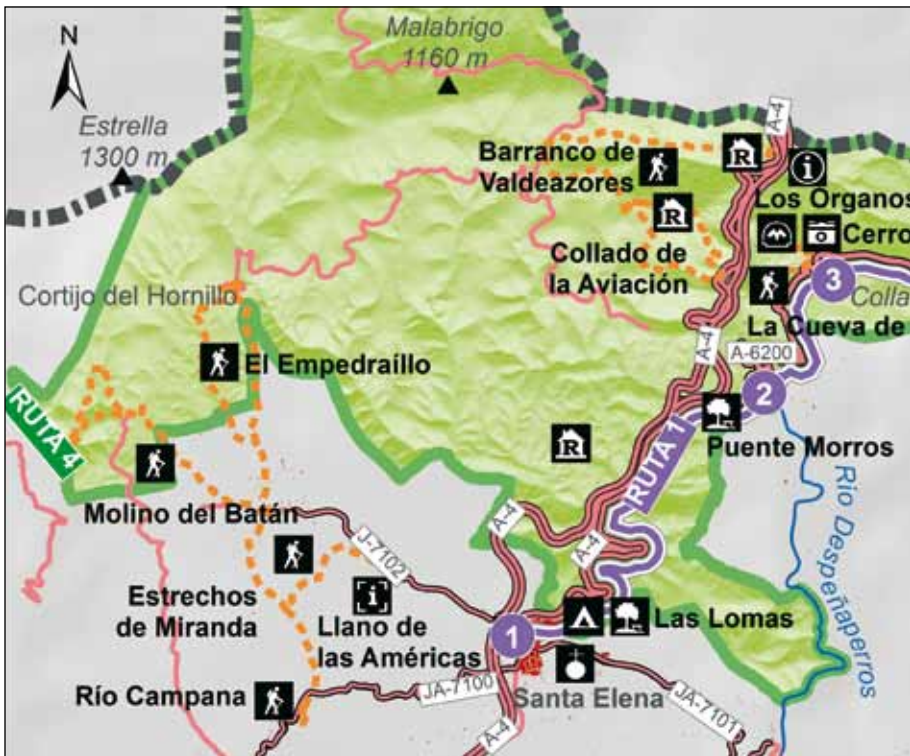 N
Malabrigo
1160 m
Estrella
1300 m
A-4
Barranco de
Valdeazores
R
i
Los Organos
Cerro
R
Collado de
la Aviación
3
Colla
La Cueva de
Cortijo del Hornillo
A-4
A-6200
El Empedraíllo
2
RUTA 4
RUTA 1
Puente Morros
R
Molino del Batán
A-4
J-7102
A-4
Río Despeñaperros
Estrechos
de Miranda
i
Llano de
las Américas
1
Las Lomas
Río Campana
JA-7100
Santa Elena
JA-7101
A-4